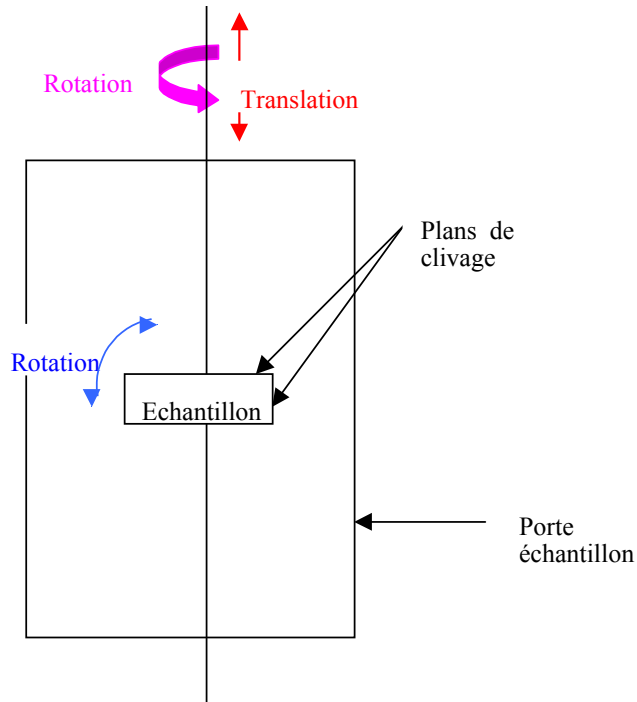 Rotation
Translation
Plans de
clivage
Rotation
Echantillon
Porte
échantillon